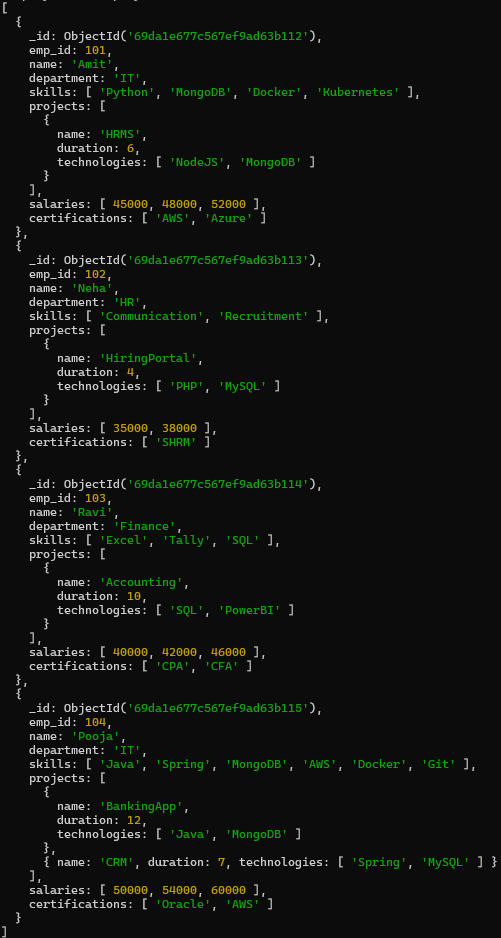 [
  {
    _id: ObjectId('69da1e677c567ef9ad63b112'),
    emp_id: 101,
    name: 'Amit',
    department: 'IT',
    skills: [ 'Python', 'MongoDB', 'Docker', 'Kubernetes' ],
    projects: [
      {
        name: 'HRMS',
        duration: 6,
        technologies: [ 'NodeJS', 'MongoDB' ]
      }
    ],
    salaries: [ 45000, 48000, 52000 ],
    certifications: [ 'AWS', 'Azure' ]
  },
  {
    _id: ObjectId('69da1e677c567ef9ad63b113'),
    emp_id: 102,
    name: 'Neha',
    department: 'HR',
    skills: [ 'Communication', 'Recruitment' ],
    projects: [
      {
        name: 'HiringPortal',
        duration: 4,
        technologies: [ 'PHP', 'MySQL' ]
      }
    ],
    salaries: [ 35000, 38000 ],
    certifications: [ 'SHRM' ]
  },
  {
    _id: ObjectId('69da1e677c567ef9ad63b114'),
    emp_id: 103,
    name: 'Ravi',
    department: 'Finance',
    skills: [ 'Excel', 'Tally', 'SQL' ],
    projects: [
      {
        name: 'Accounting',
        duration: 10,
        technologies: [ 'SQL', 'PowerBI' ]
      }
    ],
    salaries: [ 40000, 42000, 46000 ],
    certifications: [ 'CPA', 'CFA' ]
  },
  {
    _id: ObjectId('69da1e677c567ef9ad63b115'),
    emp_id: 104,
    name: 'Pooja',
    department: 'IT',
    skills: [ 'Java', 'Spring', 'MongoDB', 'AWS', 'Docker', 'Git' ],
    projects: [
      {
        name: 'BankingApp',
        duration: 12,
        technologies: [ 'Java', 'MongoDB' ]
      },
      { name: 'CRM', duration: 7, technologies: [ 'Spring', 'MySQL' ] }
    ],
    salaries: [ 50000, 54000, 60000 ],
    certifications: [ 'Oracle', 'AWS' ]
  }
]